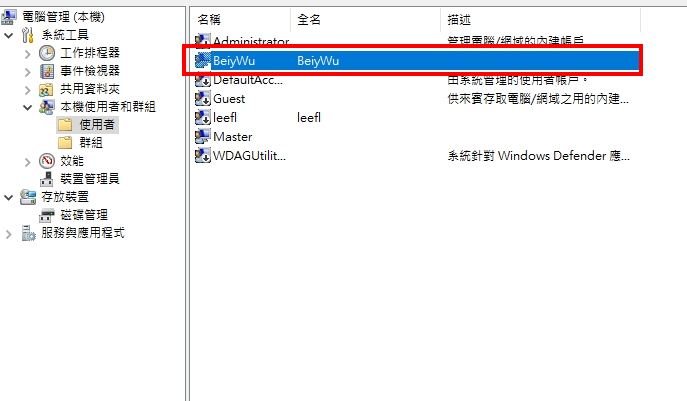 電腦管理 (本機)
系統工具
工作排程器
事件檢視器
共用資料夾
本機使用者和群組
使用者
群組
效能
裝置管理員
存放裝置
磁碟管理
服務與應用程式
名稱 全名 描述
Administrator 管理電腦/網域的內建帳戶
BeiyWu BeiyWu
DefaultAcc... 由系統管理的使用者帳戶。
Guest 供來賓存取電腦/網域之用的內建...
leefl leefl
Master
WDAGUtilit... 系統針對 Windows Defender 應...